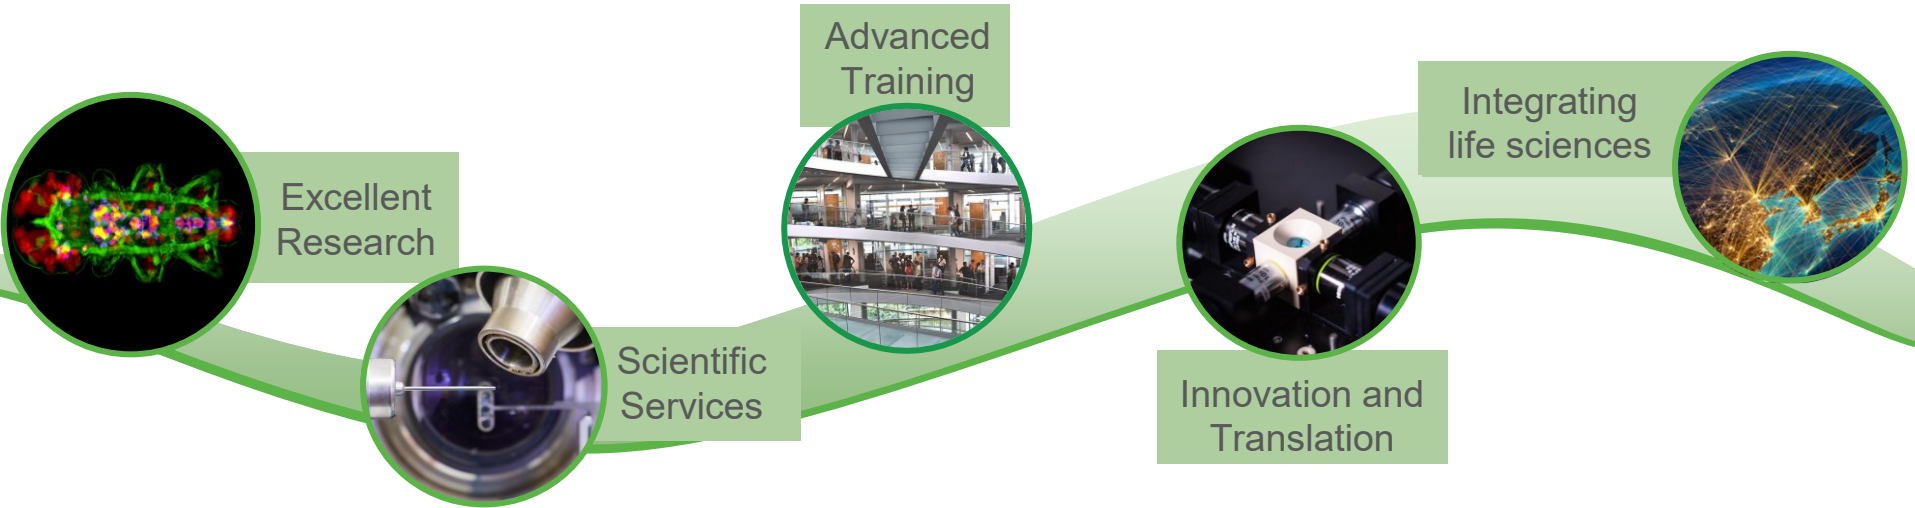 Excellent
Research
Scientific
Services
Advanced
Training
Innovation and
Translation
Integrating
life sciences